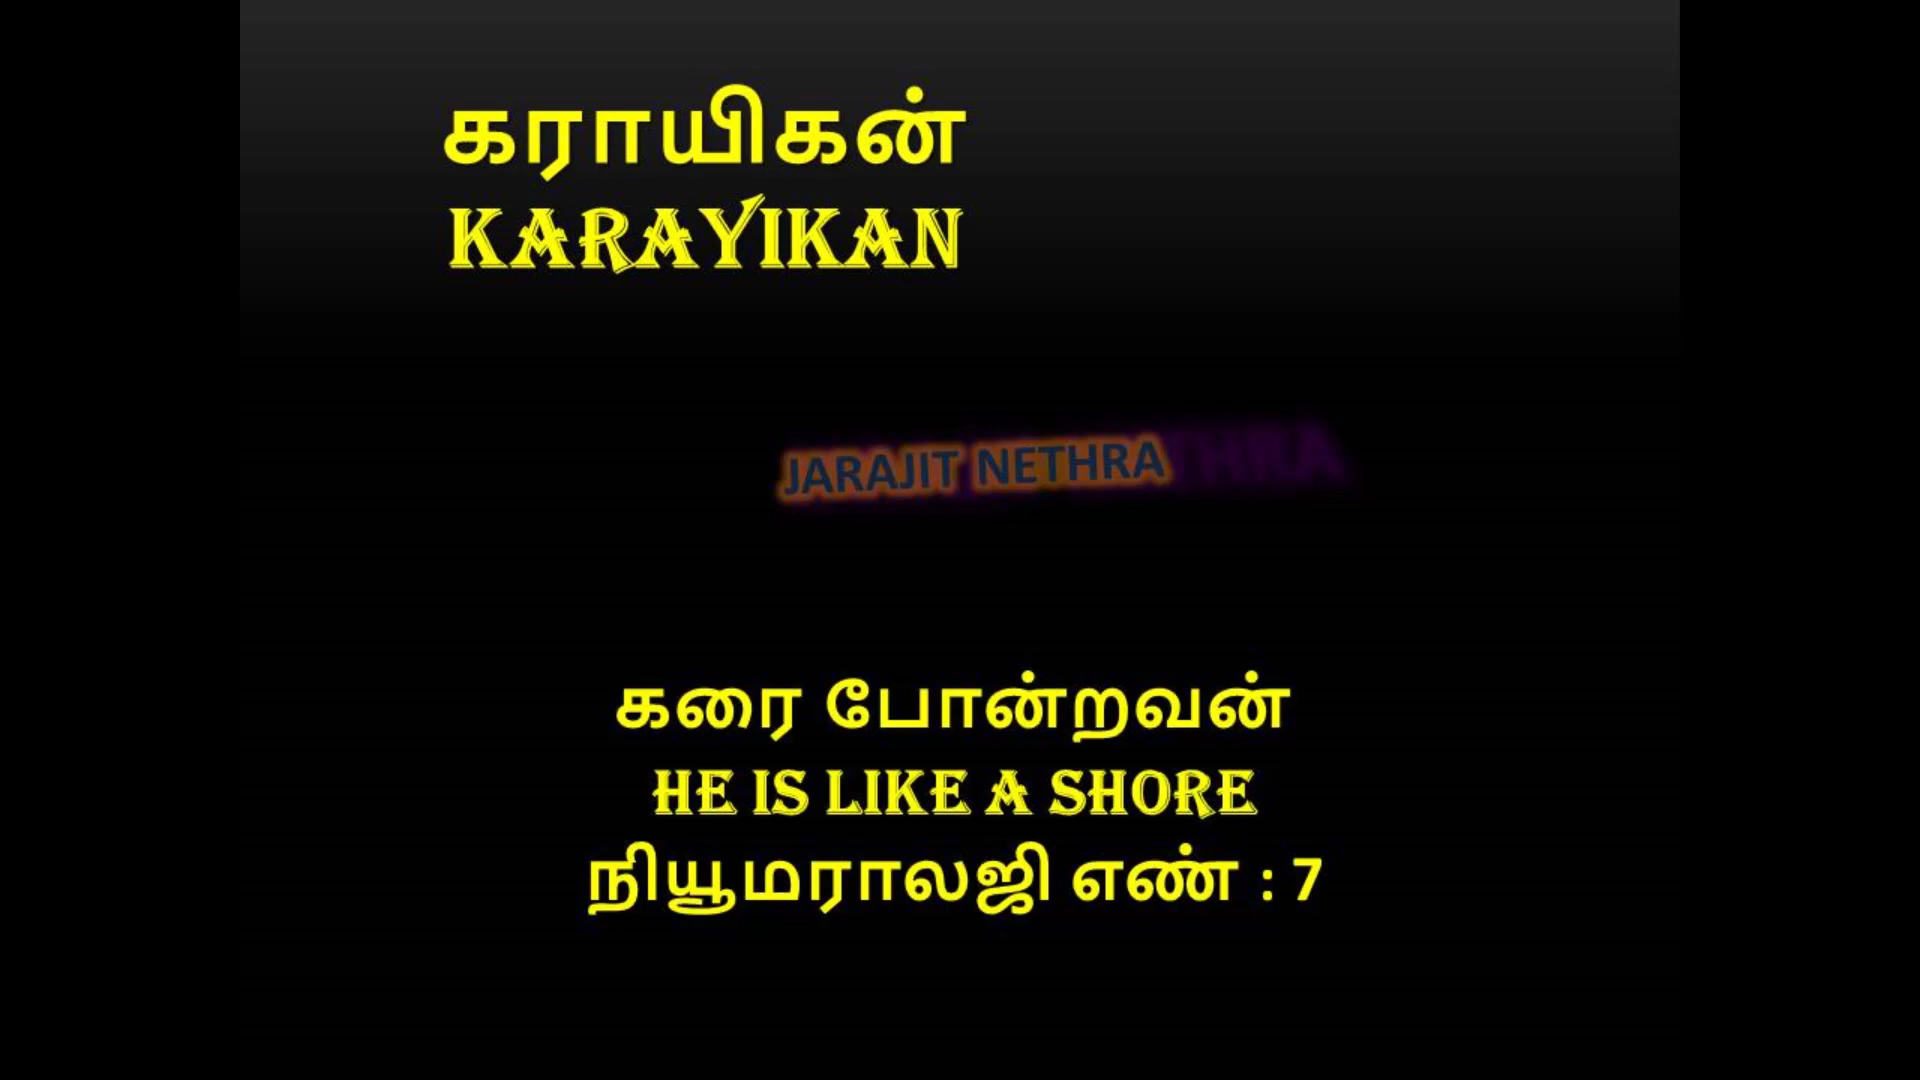 கராயிகன்
KARAYIKAN
JARAJIT NETHRA
கரை போன்றவன்
HE IS LIKE A SHORE
நியூமராலஜி எண் : 7